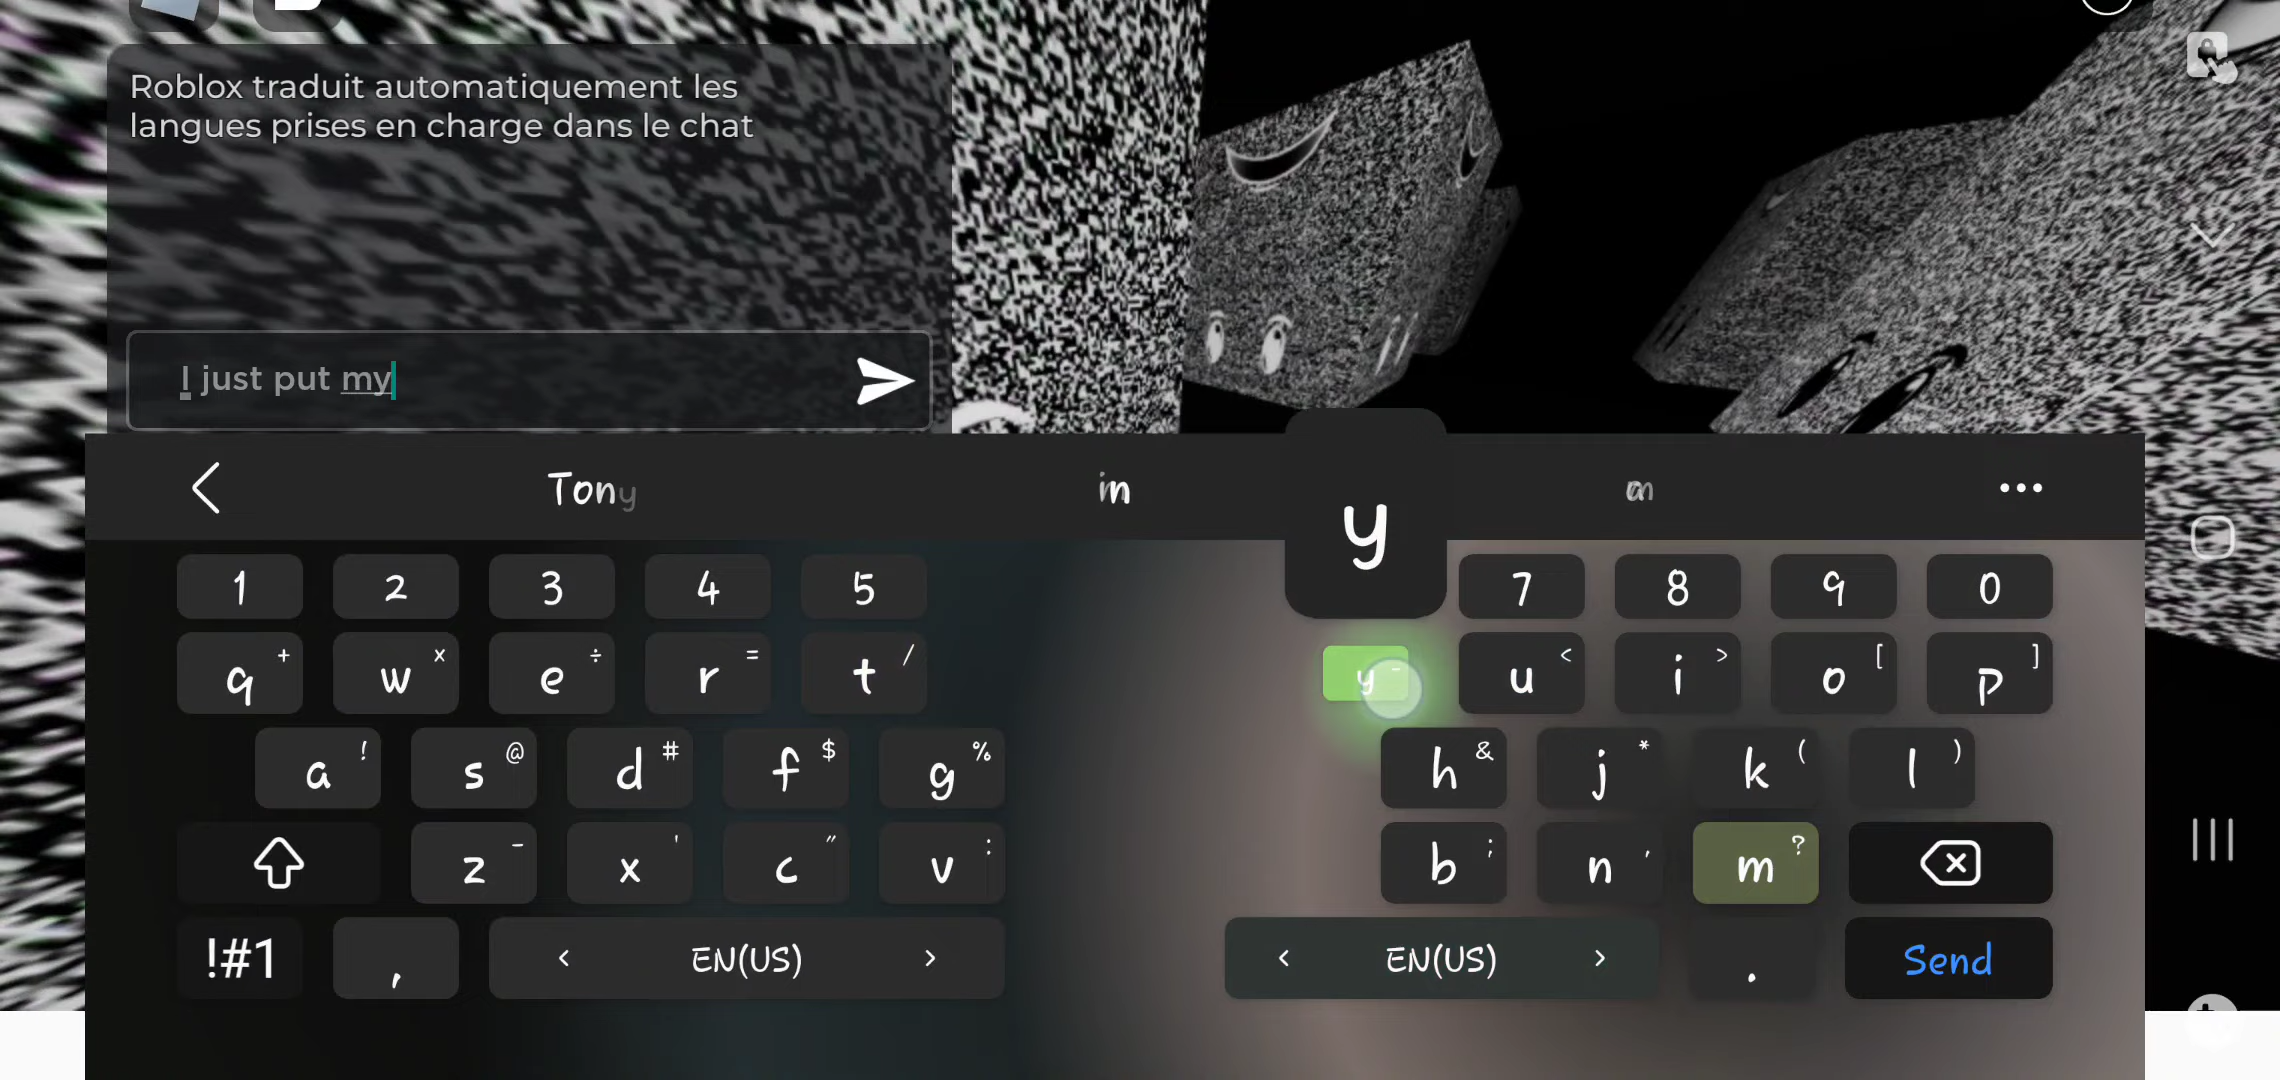 Roblox traduit automatiquement les
langues prises en charge dans le chat
I just put my
Tony in
y
1 2 3 4 5 7 8 9 0
q + w × e ÷ r = t / y - u < i > o [ p ]
a ! s @ d # f $ g % h & j * k ( l )
z - x ' c " v : b ; n , m ?
!#1 , < EN(US) > < EN(US) > . Send